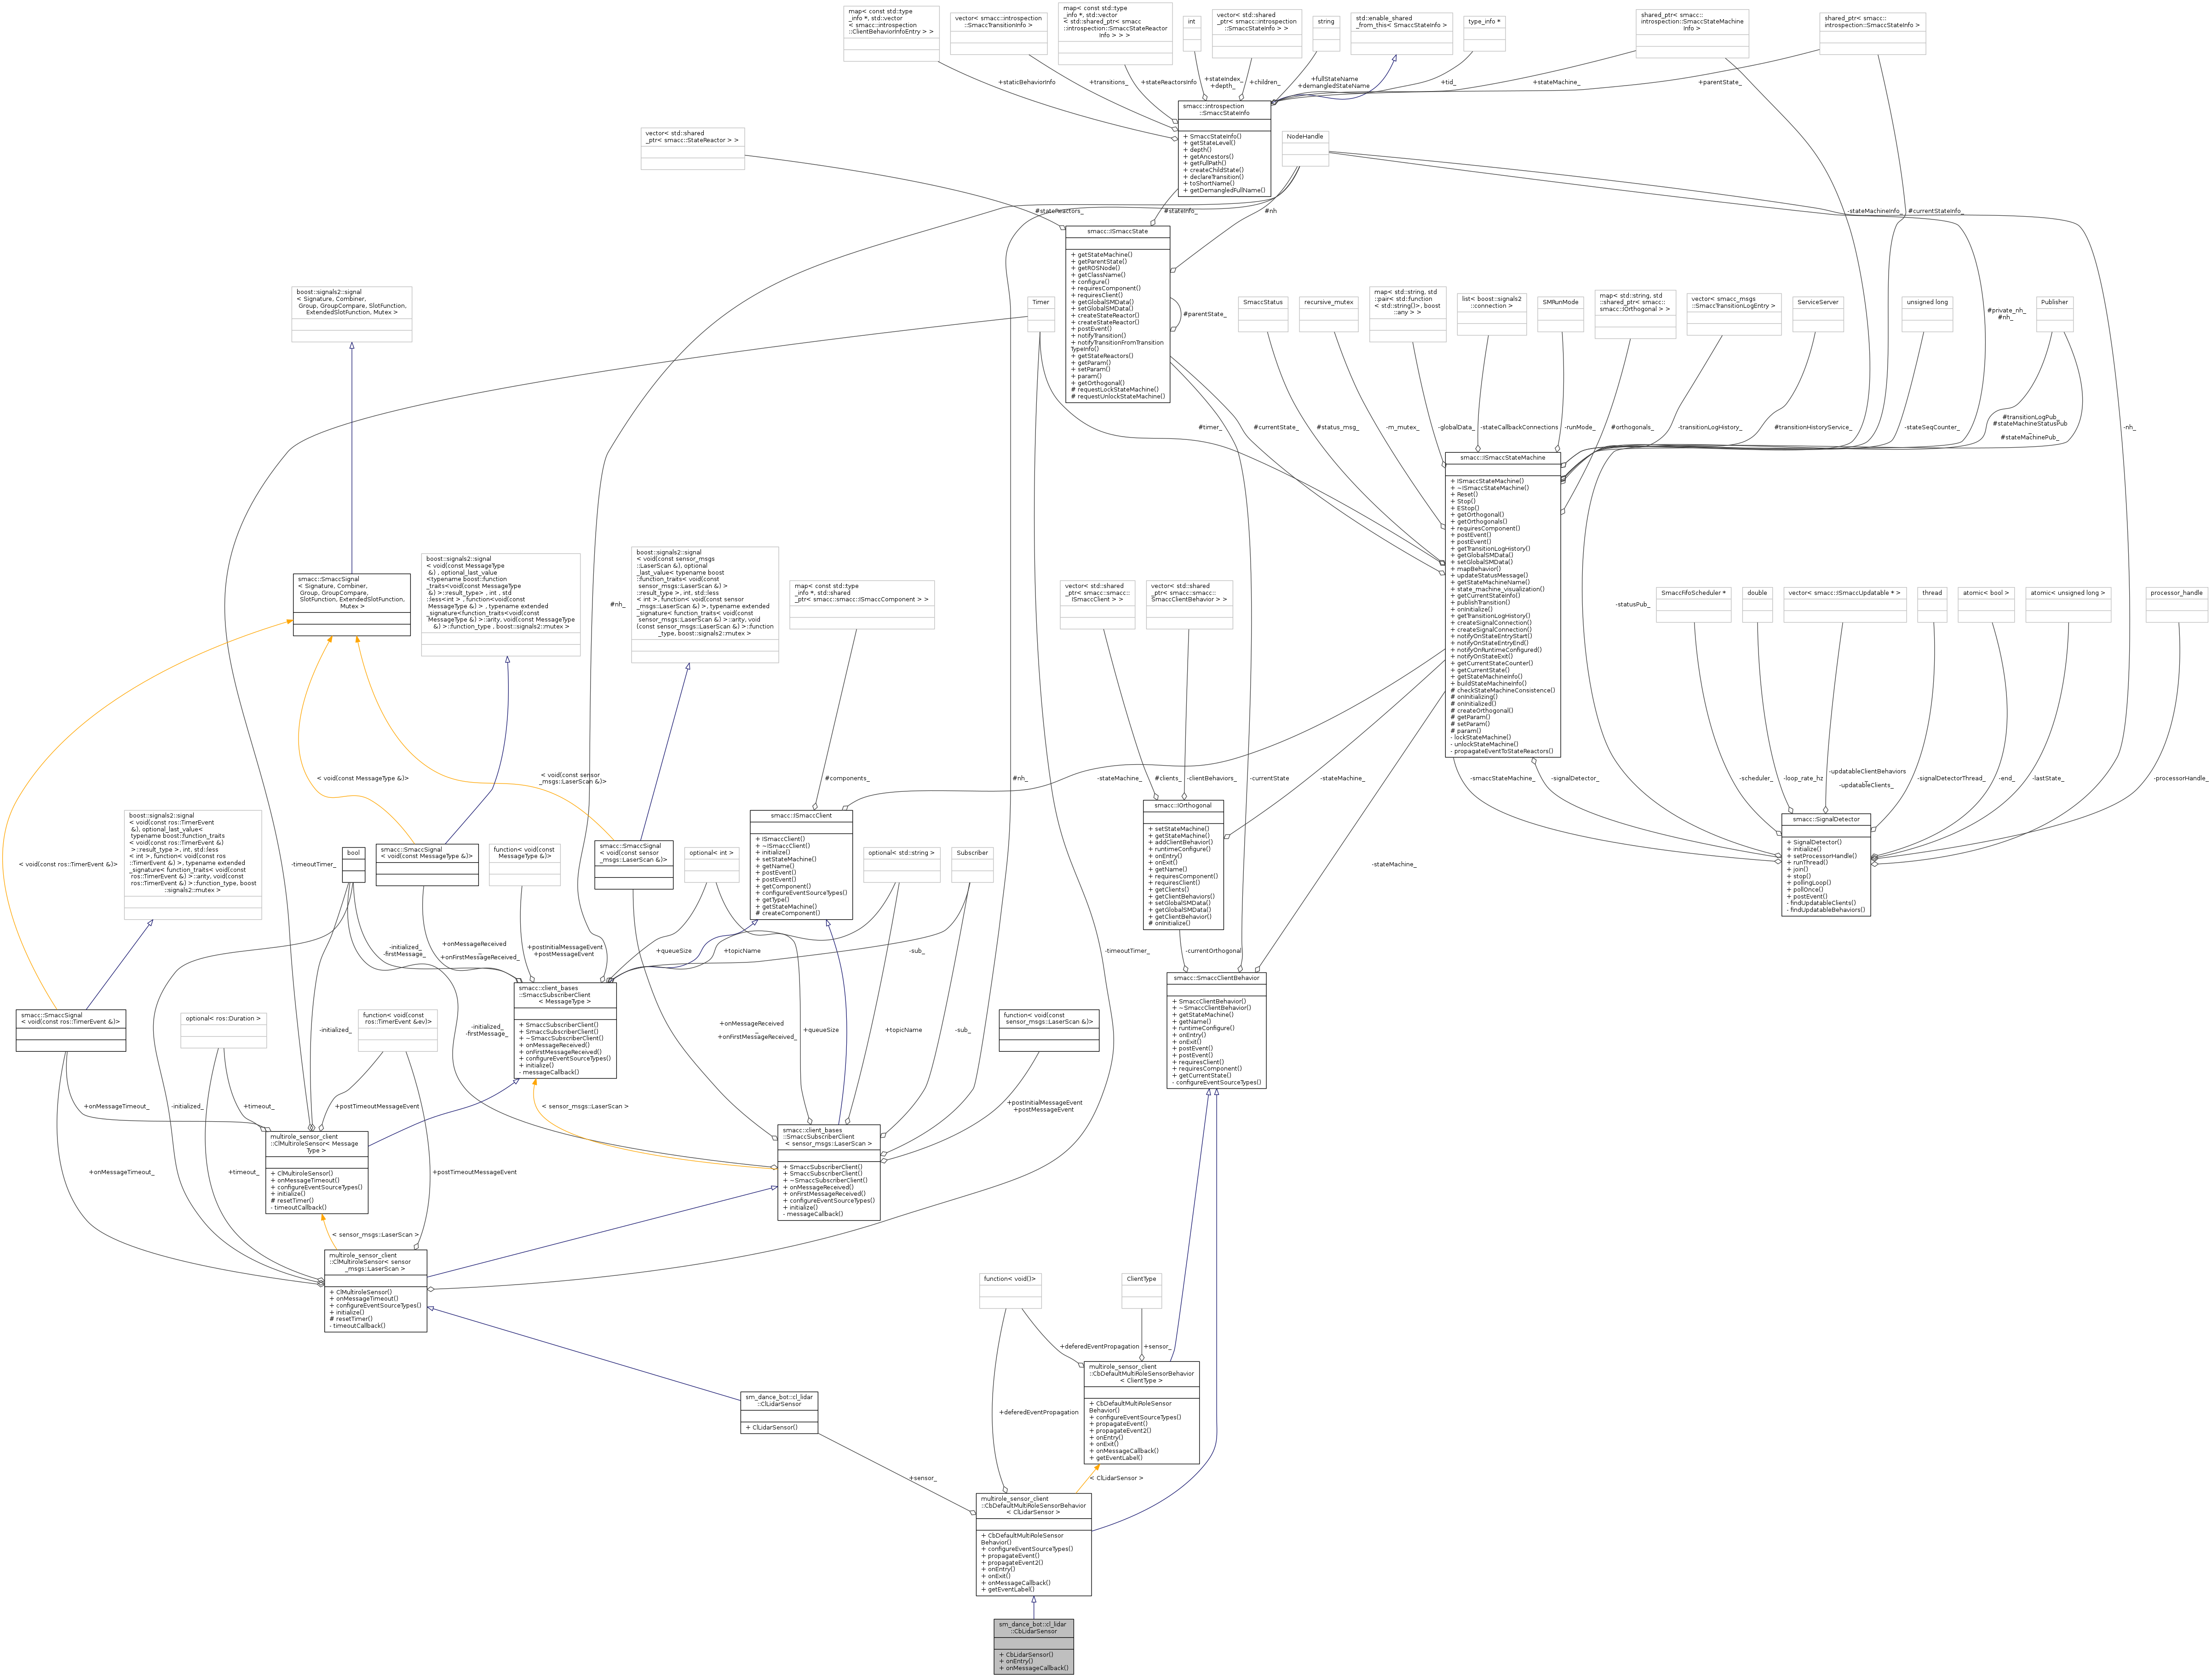 map< const std::type
_info *, std::vector
< smacc::introspection
::ClientBehaviorInfoEntry > >
vector< smacc::introspection
::SmaccTransitionInfo >
map< const std::type
_info *, std::vector
< std::shared_ptr< smacc
::introspection::SmaccStateReactor
Info > > >
int
vector< std::shared
_ptr< smacc::introspection
::SmaccStateInfo > >
string
std::enable_shared
_from_this< SmaccStateInfo >
type_info *
shared_ptr< smacc::
introspection::SmaccStateMachine
Info >
shared_ptr< smacc::
introspection::SmaccStateInfo >
+staticBehaviorInfo
+transitions_
+stateReactorsInfo
+stateIndex_
+depth_
+children_
+fullStateName
+demangledStateName
+tid_
+stateMachine_
+parentState_
smacc::introspection
::SmaccStateInfo
+ SmaccStateInfo()
+ getStateLevel()
+ depth()
+ getAncestors()
+ getFullPath()
+ createChildState()
+ declareTransition()
+ toShortName()
+ getDemangledFullName()
NodeHandle
vector< std::shared
_ptr< smacc::StateReactor > >
#stateReactors_
#stateInfo_
#nh
-stateMachineInfo_
#currentStateInfo_
smacc::ISmaccState
+ getStateMachine()
+ getParentState()
+ getROSNode()
+ getClassName()
+ configure()
+ requiresComponent()
+ requiresClient()
+ getGlobalSMData()
+ setGlobalSMData()
+ createStateReactor()
+ createStateReactor()
+ postEvent()
+ notifyTransition()
+ notifyTransitionFromTransition
TypeInfo()
+ getStateReactors()
+ getParam()
+ setParam()
+ param()
+ getOrthogonal()
# requestLockStateMachine()
# requestUnlockStateMachine()
#parentState_
boost::signals2::signal
< Signature, Combiner,
Group, GroupCompare, SlotFunction,
ExtendedSlotFunction, Mutex >
Timer
SmaccStatus
recursive_mutex
map< std::string, std
::pair< std::function
< std::string()>, boost
::any > >
list< boost::signals2
::connection >
SMRunMode
map< std::string, std
::shared_ptr< smacc::
smacc::IOrthogonal > >
vector< smacc_msgs
::SmaccTransitionLogEntry >
ServiceServer
unsigned long
Publisher
#private_nh_
#nh_
#timer_
#currentState_
#status_msg_
-m_mutex_
-globalData_
-stateCallbackConnections
-runMode_
#orthogonals_
-transitionLogHistory_
#transitionHistoryService_
-stateSeqCounter_
#transitionLogPub_
#stateMachineStatusPub
_
#stateMachinePub_
-nh_
smacc::ISmaccStateMachine
+ ISmaccStateMachine()
+ ~ISmaccStateMachine()
+ Reset()
+ Stop()
+ EStop()
+ getOrthogonal()
+ getOrthogonals()
+ requiresComponent()
+ postEvent()
+ postEvent()
+ getTransitionLogHistory()
+ getGlobalSMData()
+ setGlobalSMData()
+ mapBehavior()
+ updateStatusMessage()
+ getStateMachineName()
+ state_machine_visualization()
+ getCurrentStateInfo()
+ publishTransition()
+ onInitialize()
+ getTransitionLogHistory()
+ createSignalConnection()
+ createSignalConnection()
+ notifyOnStateEntryStart()
+ notifyOnStateEntryEnd()
+ notifyOnRuntimeConfigured()
+ notifyOnStateExit()
+ getCurrentStateCounter()
+ getCurrentState()
+ getStateMachineInfo()
+ buildStateMachineInfo()
# checkStateMachineConsistence()
# onInitializing()
# onInitialized()
# createOrthogonal()
# getParam()
# setParam()
# param()
- lockStateMachine()
- unlockStateMachine()
- propagateEventToStateReactors()
smacc::SmaccSignal
< Signature, Combiner,
Group, GroupCompare,
SlotFunction, ExtendedSlotFunction,
Mutex >
boost::signals2::signal
< void(const MessageType
&) , optional_last_value
<typename boost::function
_traits<void(const MessageType
&) >::result_type> , int , std
::less<int > , function<void(const
MessageType &) > , typename extended
_signature<function_traits<void(const
MessageType &) >::arity, void(const MessageType
&) >::function_type , boost::signals2::mutex >
boost::signals2::signal
< void(const sensor_msgs
::LaserScan &), optional
_last_value< typename boost
::function_traits< void(const
sensor_msgs::LaserScan &) >
::result_type >, int, std::less
< int >, function< void(const sensor
_msgs::LaserScan &) >, typename extended
_signature< function_traits< void(const
sensor_msgs::LaserScan &) >::arity, void
(const sensor_msgs::LaserScan &) >::function
_type, boost::signals2::mutex >
#nh_
map< const std::type
_info *, std::shared
_ptr< smacc::smacc::ISmaccComponent > >
vector< std::shared
_ptr< smacc::smacc::
ISmaccClient > >
vector< std::shared
_ptr< smacc::smacc::
SmaccClientBehavior > >
-statusPub_
SmaccFifoScheduler *
double
vector< smacc::ISmaccUpdatable * >
thread
atomic< bool >
atomic< unsigned long >
processor_handle
< void(const MessageType &)>
< void(const sensor
_msgs::LaserScan &)>
#components_
#nh_
-stateMachine_
#clients_
-clientBehaviors_
-currentState
-stateMachine_
-smaccStateMachine_
-signalDetector_
-scheduler_
-loop_rate_hz
-updatableClientBehaviors
_
-updatableClients_
-signalDetectorThread_
-end_
-lastState_
-processorHandle_
boost::signals2::signal
< void(const ros::TimerEvent
&), optional_last_value<
typename boost::function_traits
< void(const ros::TimerEvent &)
>::result_type >, int, std::less
< int >, function< void(const ros
::TimerEvent &) >, typename extended
_signature< function_traits< void(const
ros::TimerEvent &) >::arity, void(const
ros::TimerEvent &) >::function_type, boost
::signals2::mutex >
< void(const ros::TimerEvent &)>
-timeoutTimer_
bool
smacc::SmaccSignal
< void(const MessageType &)>
function< void(const
MessageType &)>
smacc::SmaccSignal
< void(const sensor
_msgs::LaserScan &)>
optional< int >
smacc::ISmaccClient
+ ISmaccClient()
+ ~ISmaccClient()
+ initialize()
+ setStateMachine()
+ getName()
+ postEvent()
+ postEvent()
+ getComponent()
+ configureEventSourceTypes()
+ getType()
+ getStateMachine()
# createComponent()
optional< std::string >
Subscriber
smacc::IOrthogonal
+ setStateMachine()
+ getStateMachine()
+ addClientBehavior()
+ runtimeConfigure()
+ onEntry()
+ onExit()
+ getName()
+ requiresComponent()
+ requiresClient()
+ getClients()
+ getClientBehaviors()
+ setGlobalSMData()
+ getGlobalSMData()
+ getClientBehavior()
# onInitialize()
-stateMachine_
smacc::SignalDetector
+ SignalDetector()
+ initialize()
+ setProcessorHandle()
+ runThread()
+ join()
+ stop()
+ pollingLoop()
+ pollOnce()
+ postEvent()
- findUpdatableClients()
- findUpdatableBehaviors()
-initialized_
-firstMessage_
+onMessageReceived
_
+onFirstMessageReceived_
+postInitialMessageEvent
+postMessageEvent
+queueSize
+topicName
-sub_
-timeoutTimer_
-currentOrthogonal
smacc::SmaccSignal
< void(const ros::TimerEvent &)>
optional< ros::Duration >
-initialized_
function< void(const
ros::TimerEvent &ev)>
-initialized_
-firstMessage_
smacc::client_bases
::SmaccSubscriberClient
< MessageType >
+ SmaccSubscriberClient()
+ SmaccSubscriberClient()
+ ~SmaccSubscriberClient()
+ onMessageReceived()
+ onFirstMessageReceived()
+ configureEventSourceTypes()
+ initialize()
- messageCallback()
+onMessageReceived
_
+onFirstMessageReceived_
+queueSize
+topicName
-sub_
function< void(const
sensor_msgs::LaserScan &)>
smacc::SmaccClientBehavior
+ SmaccClientBehavior()
+ ~SmaccClientBehavior()
+ getStateMachine()
+ getName()
+ runtimeConfigure()
+ onEntry()
+ onExit()
+ postEvent()
+ postEvent()
+ requiresClient()
+ requiresComponent()
+ getCurrentState()
- configureEventSourceTypes()
+onMessageTimeout_
-initialized_
+timeout_
+postTimeoutMessageEvent
< sensor_msgs::LaserScan >
+postInitialMessageEvent
+postMessageEvent
multirole_sensor_client
::ClMultiroleSensor< Message
Type >
+ ClMultiroleSensor()
+ onMessageTimeout()
+ configureEventSourceTypes()
+ initialize()
# resetTimer()
- timeoutCallback()
smacc::client_bases
::SmaccSubscriberClient
< sensor_msgs::LaserScan >
+ SmaccSubscriberClient()
+ SmaccSubscriberClient()
+ ~SmaccSubscriberClient()
+ onMessageReceived()
+ onFirstMessageReceived()
+ configureEventSourceTypes()
+ initialize()
- messageCallback()
+onMessageTimeout_
+timeout_
+postTimeoutMessageEvent
< sensor_msgs::LaserScan >
multirole_sensor_client
::ClMultiroleSensor< sensor
_msgs::LaserScan >
+ ClMultiroleSensor()
+ onMessageTimeout()
+ configureEventSourceTypes()
+ initialize()
# resetTimer()
- timeoutCallback()
function< void()>
ClientType
+deferedEventPropagation
+sensor_
multirole_sensor_client
::CbDefaultMultiRoleSensorBehavior
< ClientType >
+ CbDefaultMultiRoleSensor
Behavior()
+ configureEventSourceTypes()
+ propagateEvent()
+ propagateEvent2()
+ onEntry()
+ onExit()
+ onMessageCallback()
+ getEventLabel()
sm_dance_bot::cl_lidar
::ClLidarSensor
+ ClLidarSensor()
+deferedEventPropagation
+sensor_
< ClLidarSensor >
multirole_sensor_client
::CbDefaultMultiRoleSensorBehavior
< ClLidarSensor >
+ CbDefaultMultiRoleSensor
Behavior()
+ configureEventSourceTypes()
+ propagateEvent()
+ propagateEvent2()
+ onEntry()
+ onExit()
+ onMessageCallback()
+ getEventLabel()
sm_dance_bot::cl_lidar
::CbLidarSensor
+ CbLidarSensor()
+ onEntry()
+ onMessageCallback()